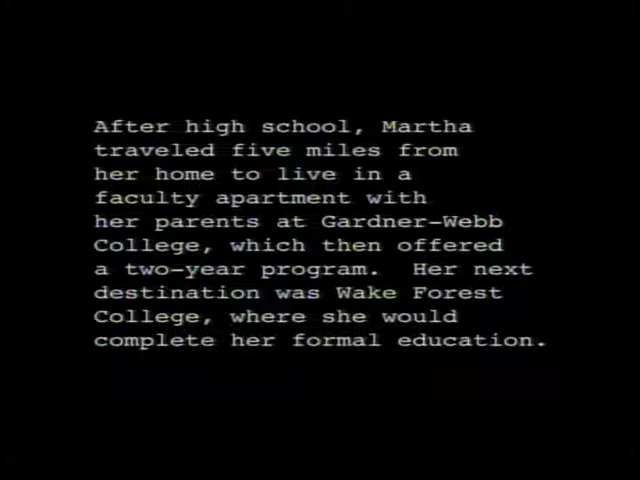 After high school, Martha
traveled five miles from
her home to live in a
faculty apartment with
her parents at Gardner-Webb
College, which then offered
a two-year program.  Her next
destination was Wake Forest
College, where she would
complete her formal education.